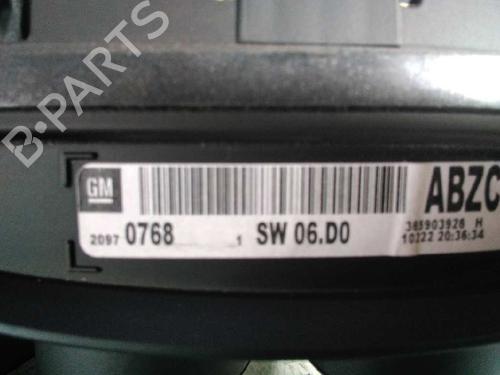 B-PARTS
GM
ABZC
2097 0768 1 SW 06.D0
365903926 H
10222 20:36:34